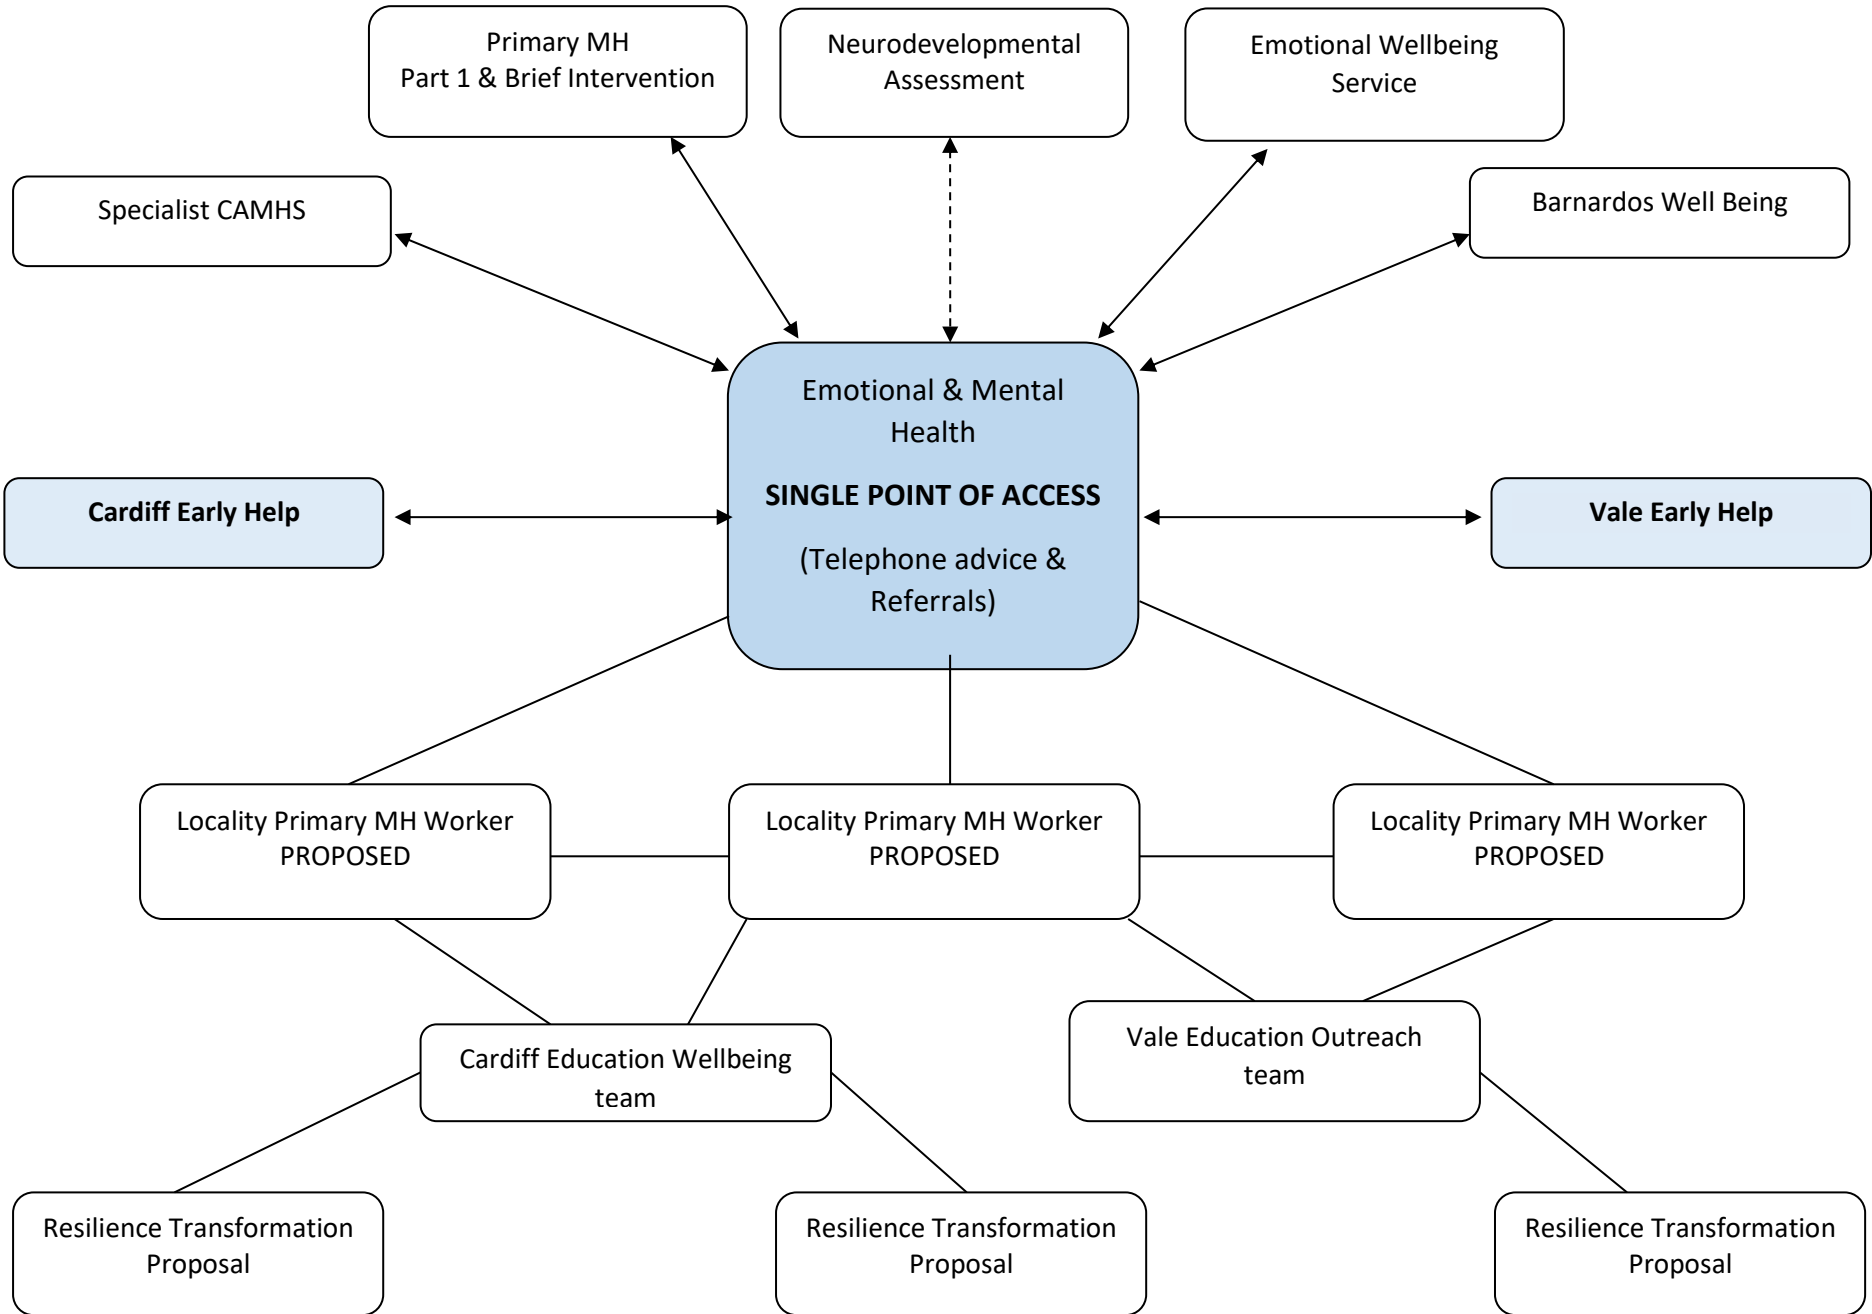 Primary MH
Part 1 & Brief Intervention
Neurodevelopmental
Assessment
Emotional Wellbeing
Service
Specialist CAMHS
Barnardos Well Being
Emotional & Mental
Health
SINGLE POINT OF ACCESS
(Telephone advice &
Referrals)
Cardiff Early Help
Vale Early Help
Locality Primary MH Worker
PROPOSED
Locality Primary MH Worker
PROPOSED
Locality Primary MH Worker
PROPOSED
Cardiff Education Wellbeing
team
Vale Education Outreach
team
Resilience Transformation
Proposal
Resilience Transformation
Proposal
Resilience Transformation
Proposal